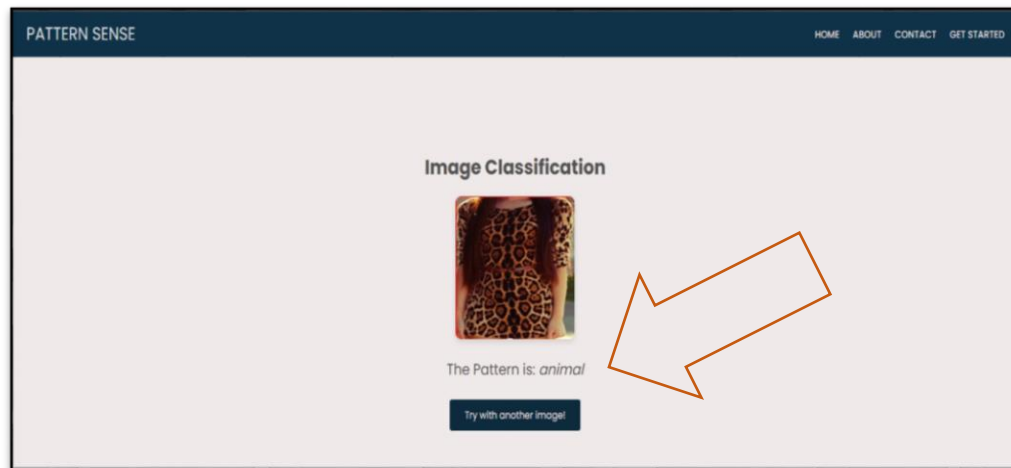 PATTERN SENSE
HOME ABOUT CONTACT GET STARTED
Image Classification
The Pattern is: animal
Try with another image!